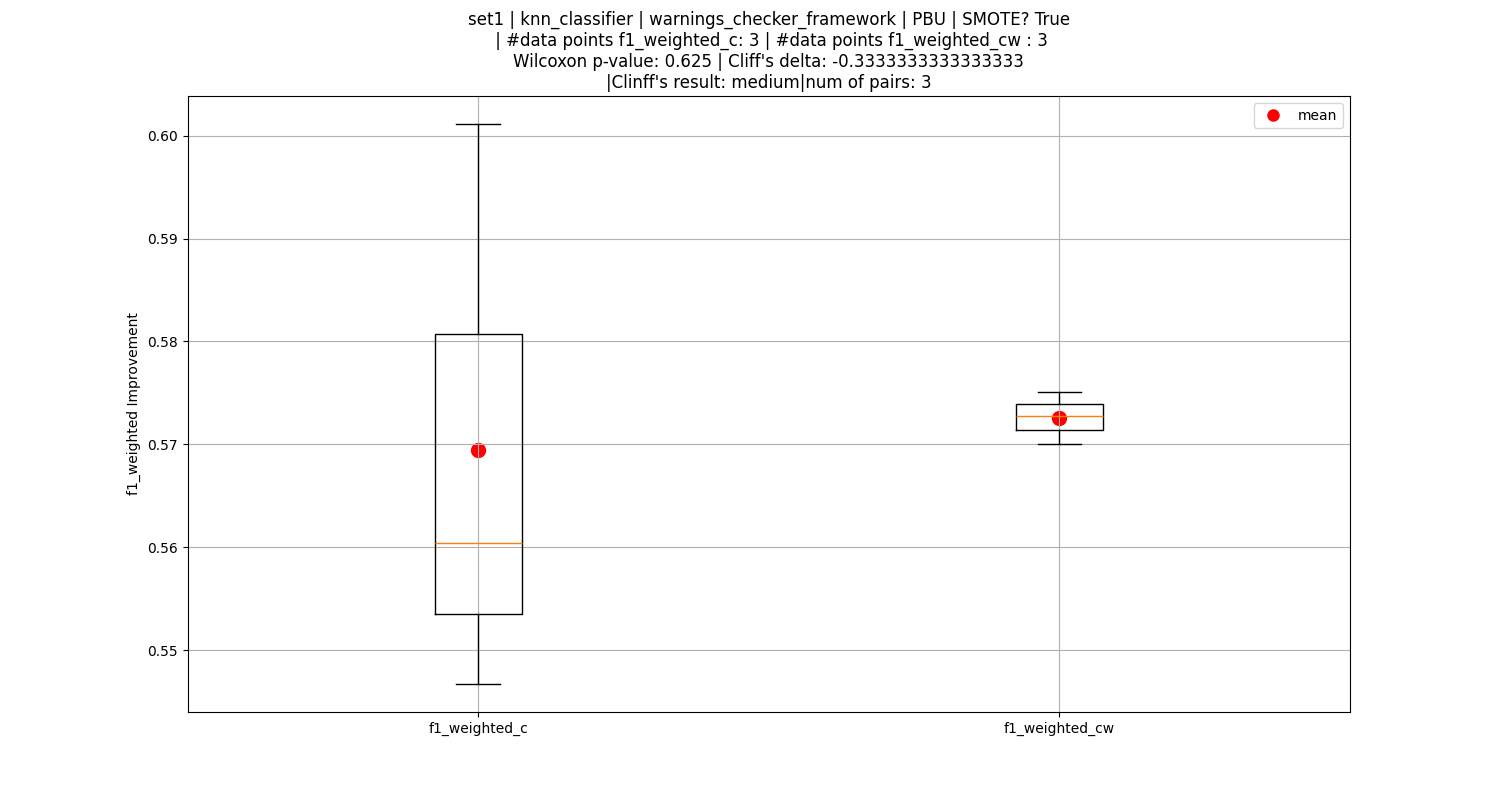 set1 | knn_classifier | warnings_checker_framework | PBU | SMOTE? True
| #data points f1_weighted_c: 3 | #data points f1_weighted_cw : 3
Wilcoxon p-value: 0.625 | Cliff's delta: -0.3333333333333333
|Clinff's result: medium|num of pairs: 3
mean
0.60
0.59
0.58
0.57
0.56
0.55
f1_weighted Improvement
f1_weighted_c
f1_weighted_cw